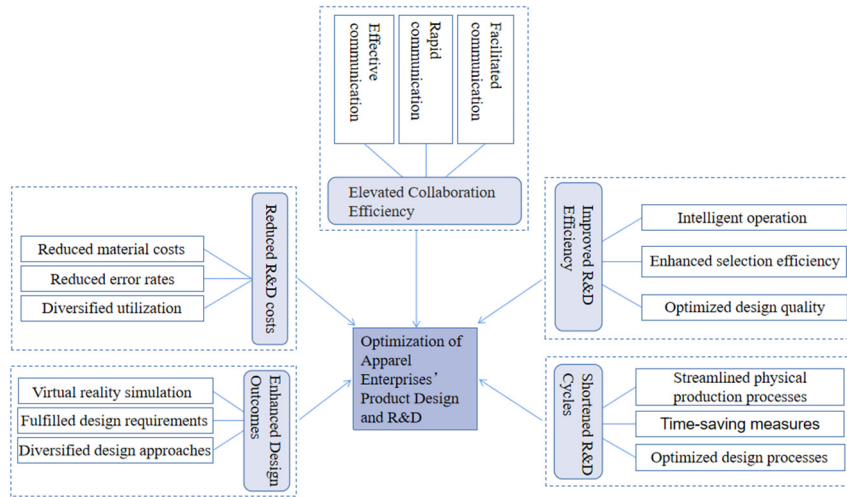 Effective
communication
Rapid
communication
Facilitated
communication
Elevated Collaboration
Efficiency
Reduced material costs
Reduced error rates
Diversified utilization
Reduced R&D costs
Improved R&D
Efficiency
Intelligent operation
Enhanced selection efficiency
Optimized design quality
Optimization of
Apparel
Enterprises’
Product Design
and R&D
Virtual reality simulation
Fulfilled design requirements
Diversified design approaches
Enhanced Design
Outcomes
Shortened R&D
Cycles
Streamlined physical
production processes
Time-saving measures
Optimized design processes